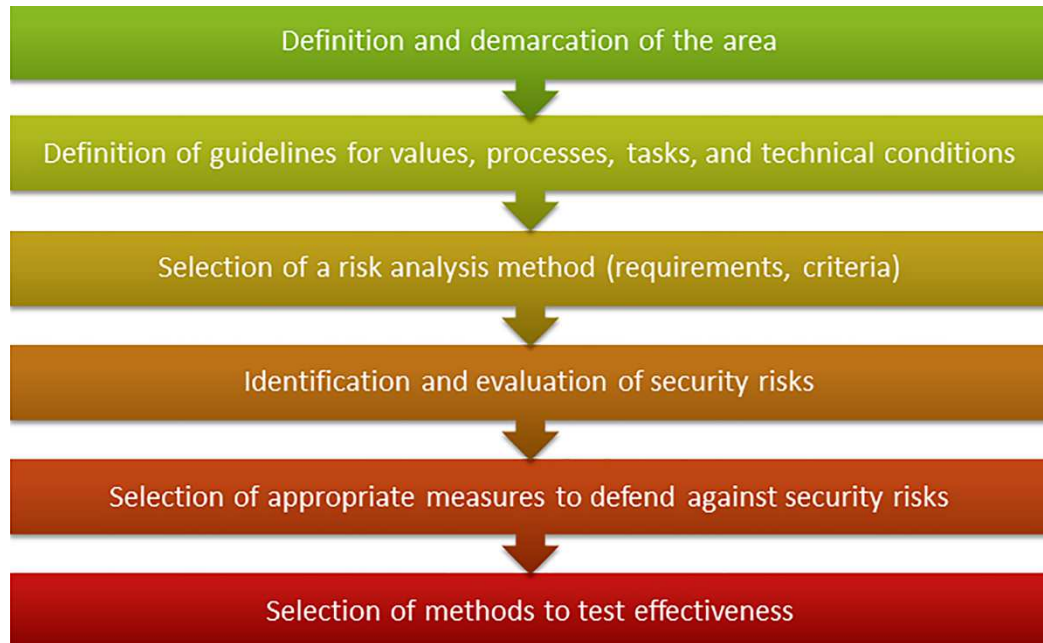 Definition and demarcation of the area
Definition of guidelines for values, processes, tasks, and technical conditions
Selection of a risk analysis method (requirements, criteria)
Identification and evaluation of security risks
Selection of appropriate measures to defend against security risks
Selection of methods to test effectiveness